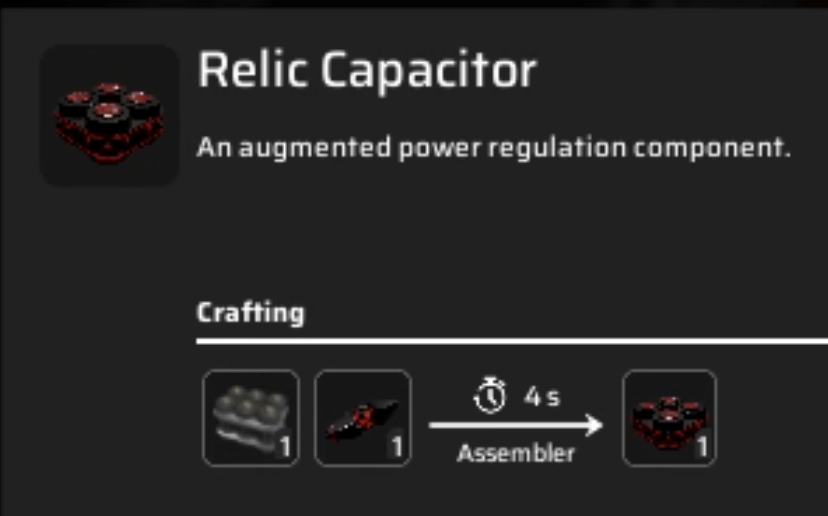 Relic Capacitor
An augmented power regulation component.
Crafting
1 1 4 s 1
Assembler